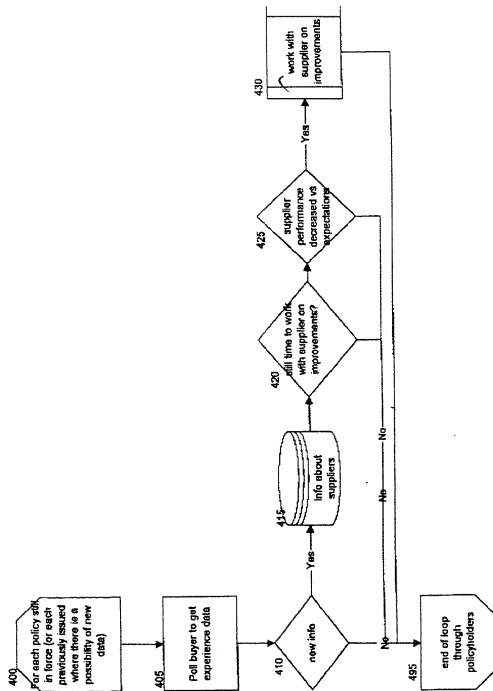 400
For each policy still
in force (or each
previously issued
where there is a
possibility of new
data)
405
Poll buyer to get
experience data
410
new info
Yes
415
Info about
suppliers
420
still time to work
with supplier on
improvements?
425
supplier
performance
decreased vs
expectations
Yes
430
work with
supplier on
improvements
No
No
No
495
end of loop
through
policyholders